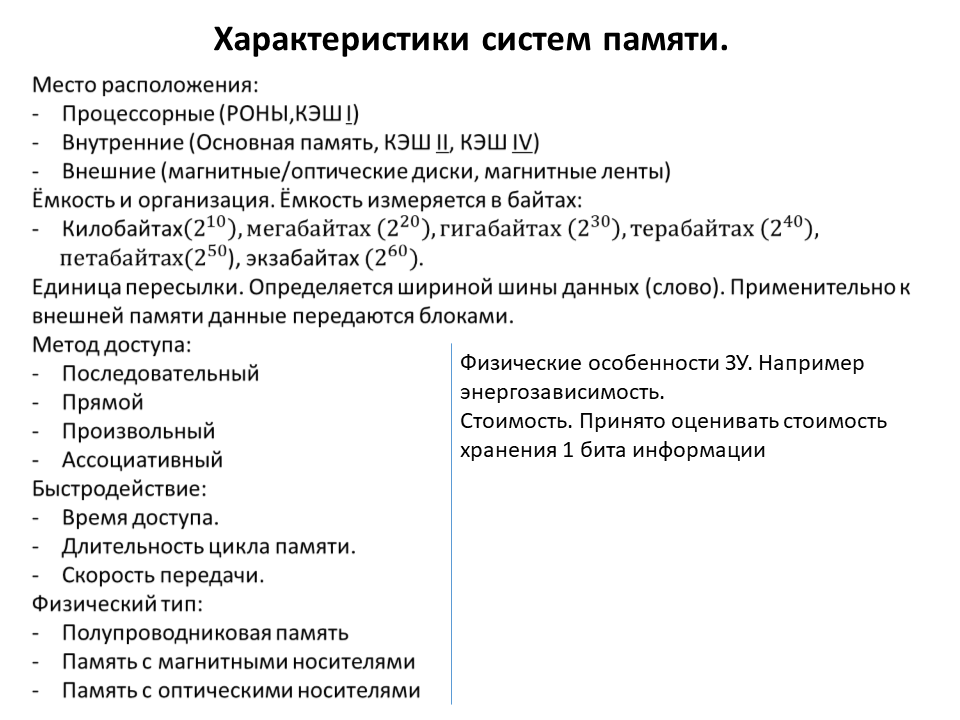 Характеристики систем памяти.
Место расположения:
- Процессорные (РОНЫ,КЭШ I)
- Внутренние (Основная память, КЭШ II, КЭШ IV)
- Внешние (магнитные/оптические диски, магнитные ленты)
Ёмкость и организация. Ёмкость измеряется в байтах:
- Килобайтах(2^10), мегабайтах (2^20), гигабайтах (2^30), терабайтах (2^40),
петабайтах(2^50), экзабайтах (2^60).
Единица пересылки. Определяется шириной шины данных (слово). Применительно к
внешней памяти данные передаются блоками.
Метод доступа:
- Последовательный
- Прямой
- Произвольный
- Ассоциативный
Быстродействие:
- Время доступа.
- Длительность цикла памяти.
- Скорость передачи.
Физический тип:
- Полупроводниковая память
- Память с магнитными носителями
- Память с оптическими носителями
Физические особенности ЗУ. Например
энергозависимость.
Стоимость. Принято оценивать стоимость
хранения 1 бита информации